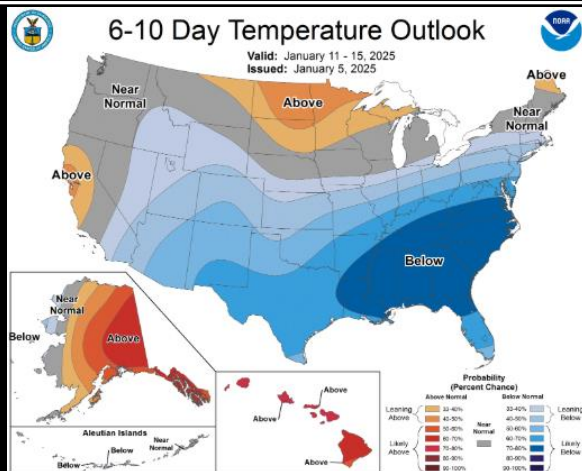 6-10 Day Temperature Outlook
Valid: January 11 - 15, 2025
Issued: January 5, 2025
NOAA
Near
Normal
Above
Above
Near
Normal
Above
Below
Near
Normal
Below
Above
Aleutian Islands
Below
Near
Normal
Above
Above
Above
Above
Probability
(Percent Chance)
Above Normal
Below Normal
Leaning
Above
33-40%
40-50%
Near
Normal
33-40%
40-50%
Leaning
Below
Likely
Above
50-60%
60-70%
70-80%
80-90%
90-100%
50-60%
60-70%
70-80%
80-90%
90-100%
Likely
Below